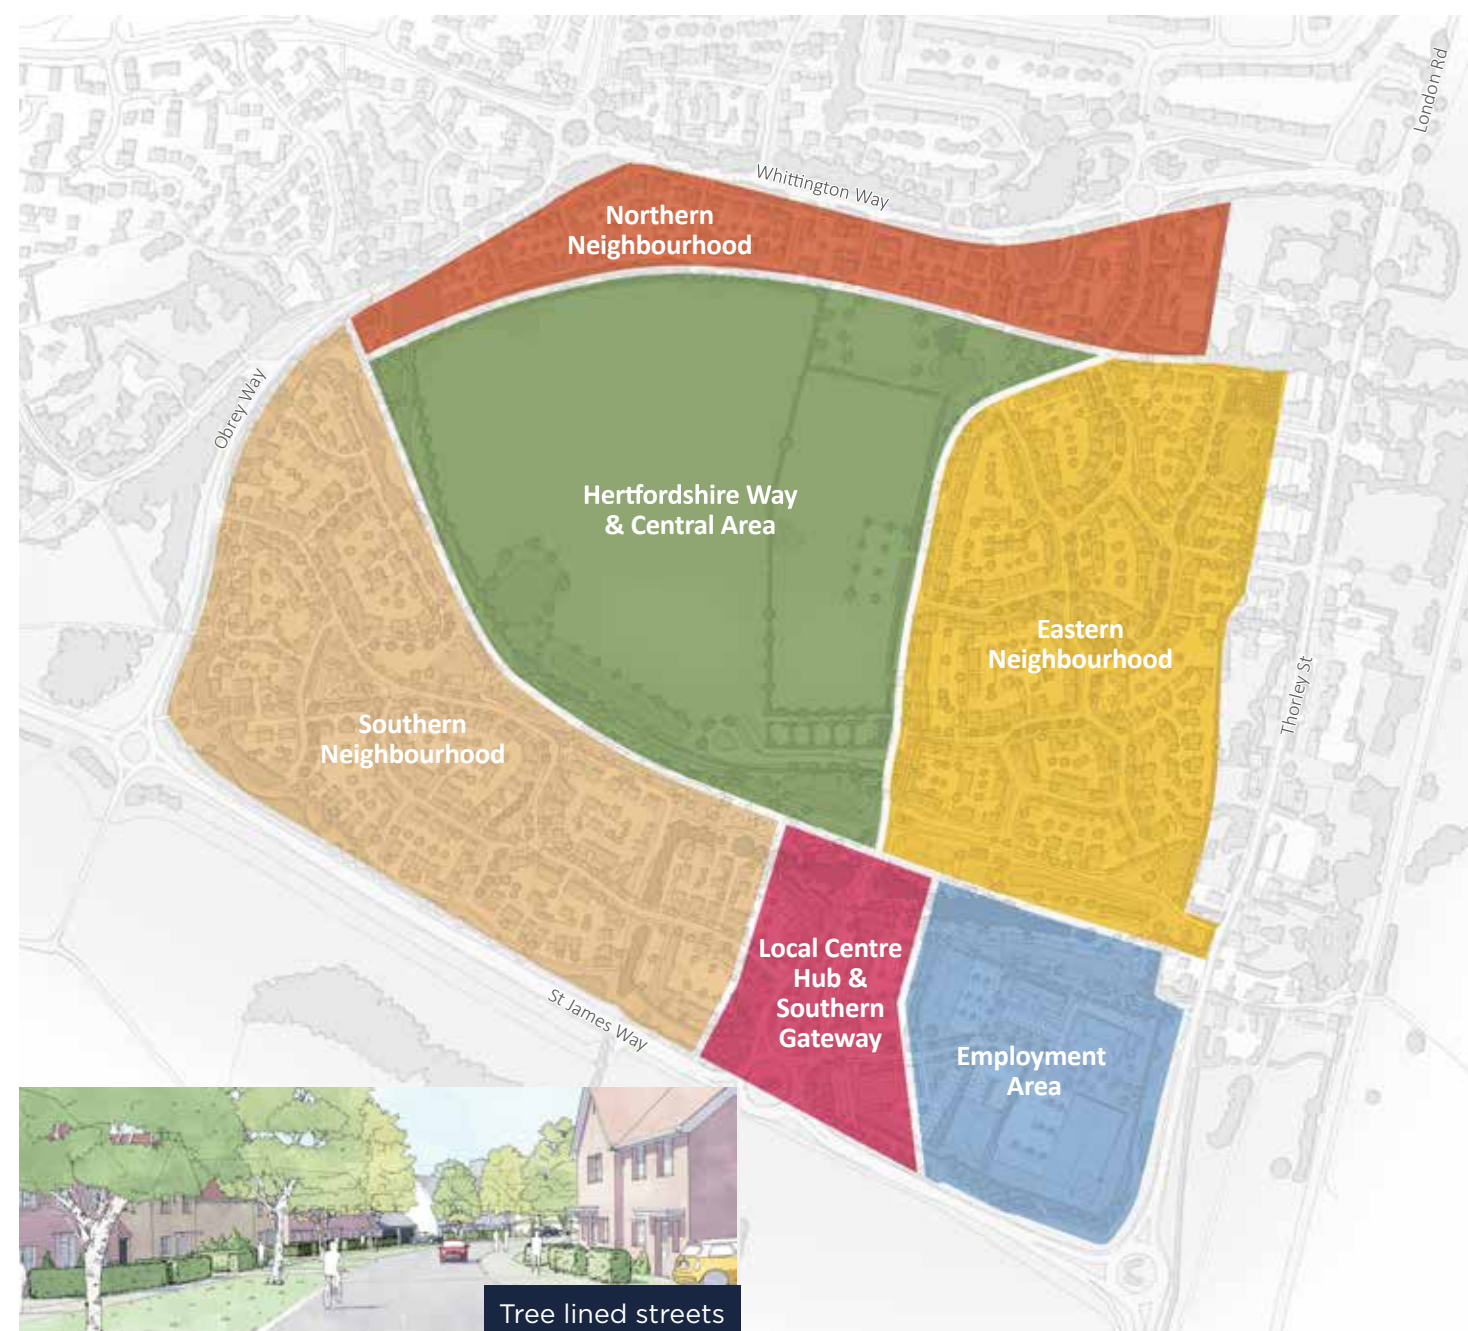 London Rd
Whittington Way
Northern
Neighbourhood
Obrey Way
Hertfordshire Way
& Central Area
Eastern
Neighbourhood
Thorley St
Southern
Neighbourhood
Local Centre
Hub &
Southern
Gateway
St James Way
Employment
Area
Tree lined streets